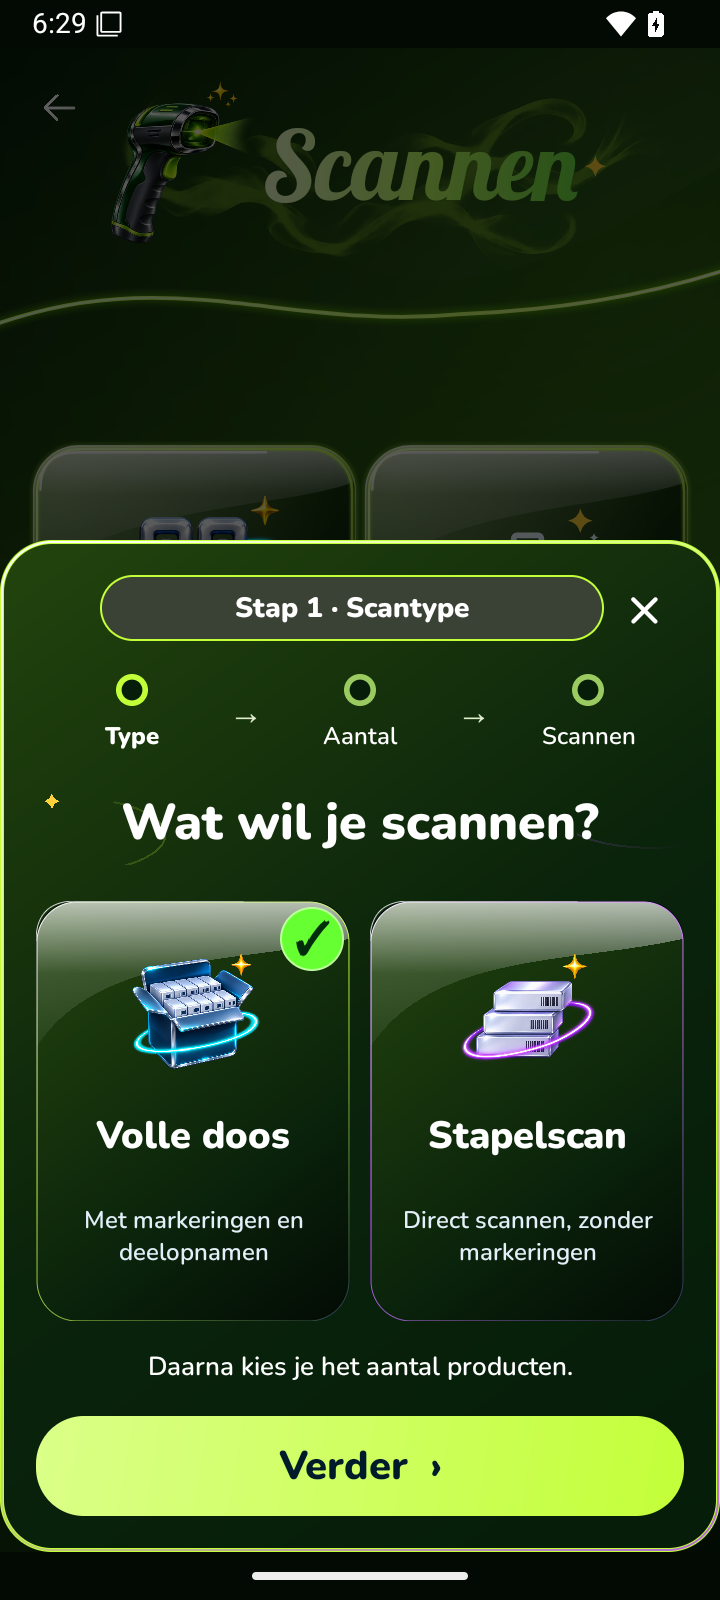 6:29
Scannen
Stap 1 · Scantype
Type
→
Aantal
→
Scannen
Wat wil je scannen?
Volle doos
Stapelscan
Met markeringen en
deelopnamen
Direct scannen, zonder
markeringen
Daarna kies je het aantal producten.
Verder ›